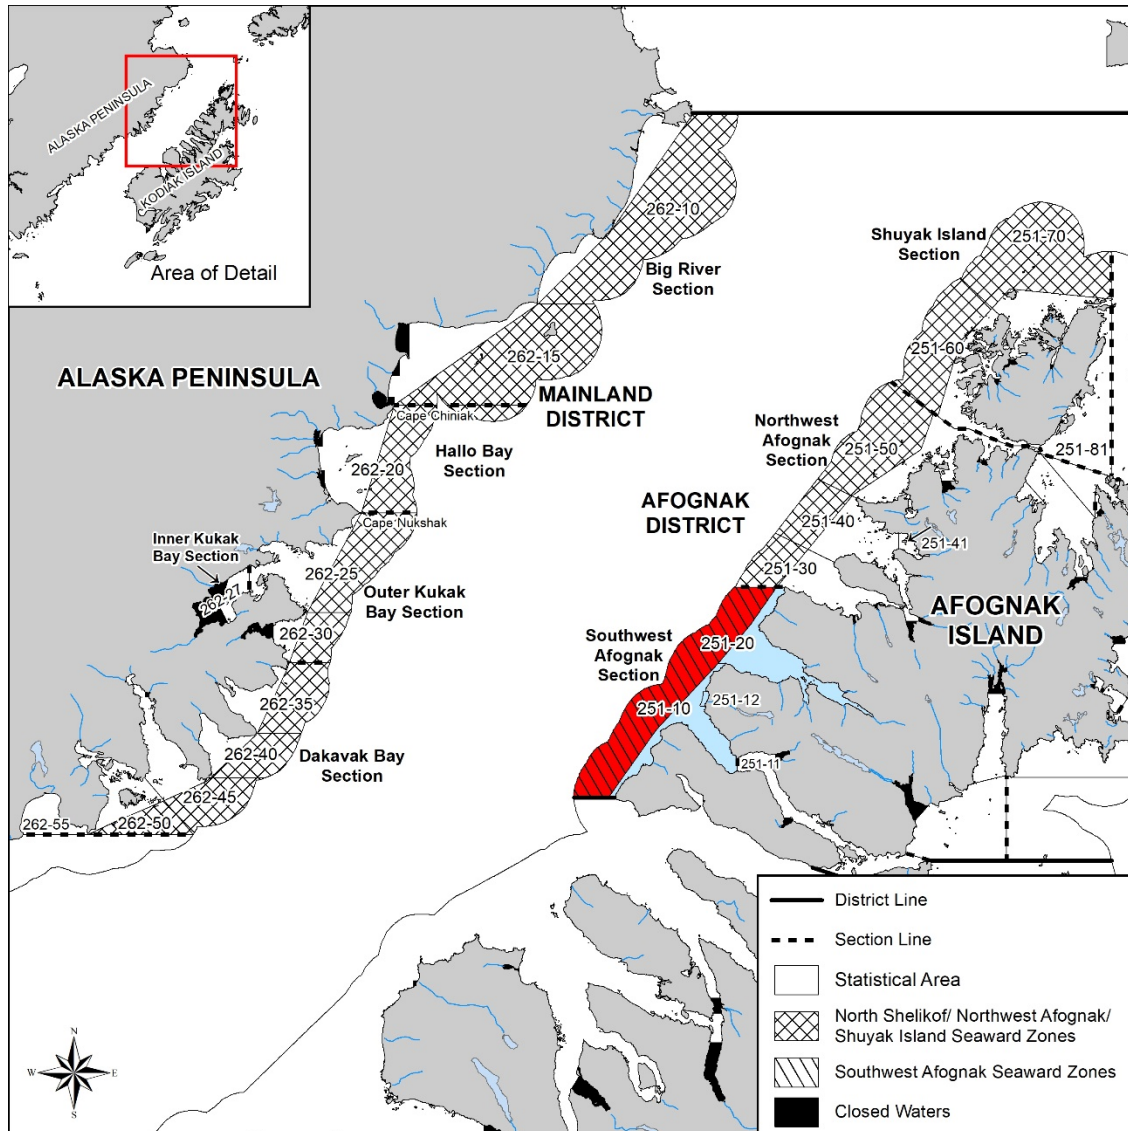 ALASKA PENINSULA
KODIAK ISLAND
Area of Detail
262-10
Big River
Section
Shuyak Island
Section
251-70
262-15
251-60
ALASKA PENINSULA
MAINLAND
DISTRICT
Cape Chiniak
Northwest
Afognak
Section
251-50
251-81
Hallo Bay
Section
262-20
AFOGNAK
DISTRICT
Cape Nukshak
251-40
251-41
Inner Kukak
Bay Section
262-27
262-25
251-30
Outer Kukak
Bay Section
AFOGNAK
ISLAND
262-30
Southwest
Afognak
Section
251-20
262-35
251-10
251-12
262-40
Dakavak Bay
Section
251-11
262-45
262-55
262-50
District Line
Section Line
Statistical Area
North Shelikof/ Northwest Afognak/
Shuyak Island Seaward Zones
Southwest Afognak Seaward Zones
Closed Waters
N
W
E
S